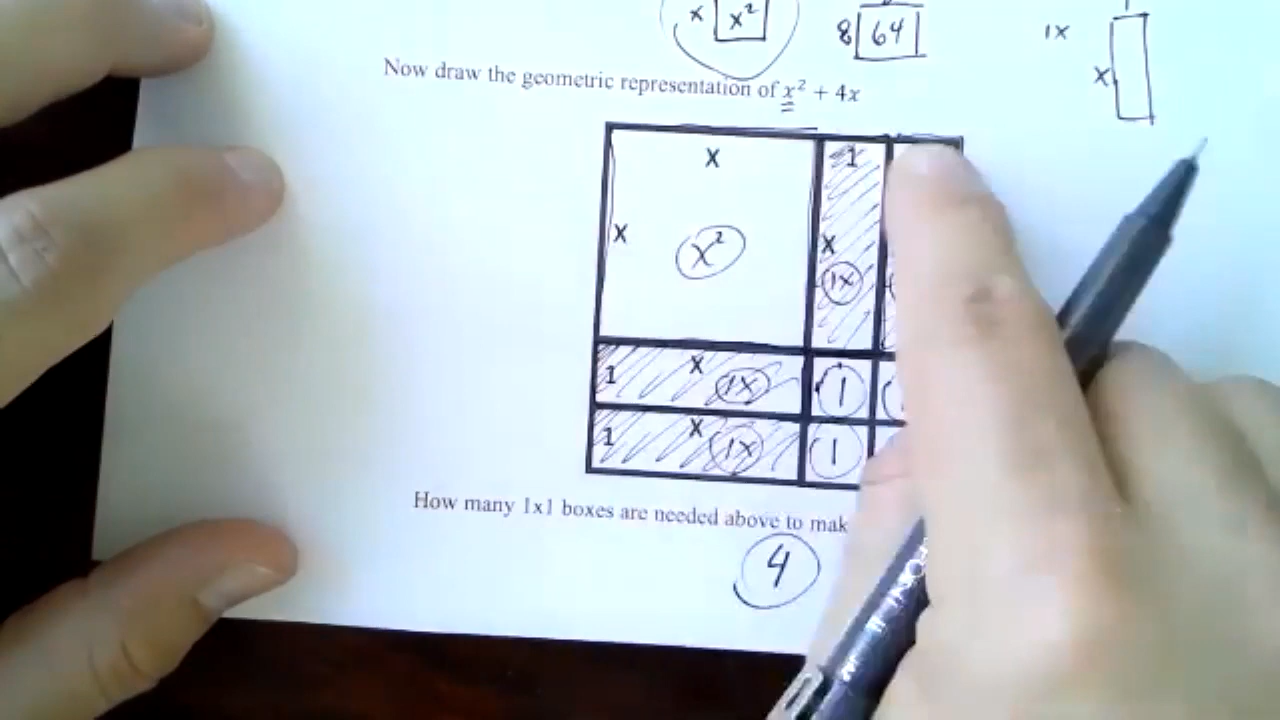 x x²
8 64
1x
x
Now draw the geometric representation of x² + 4x
x 1
x x² x
1x
1 x 1x 1
1 x 1x 1
How many 1x1 boxes are needed above to
4